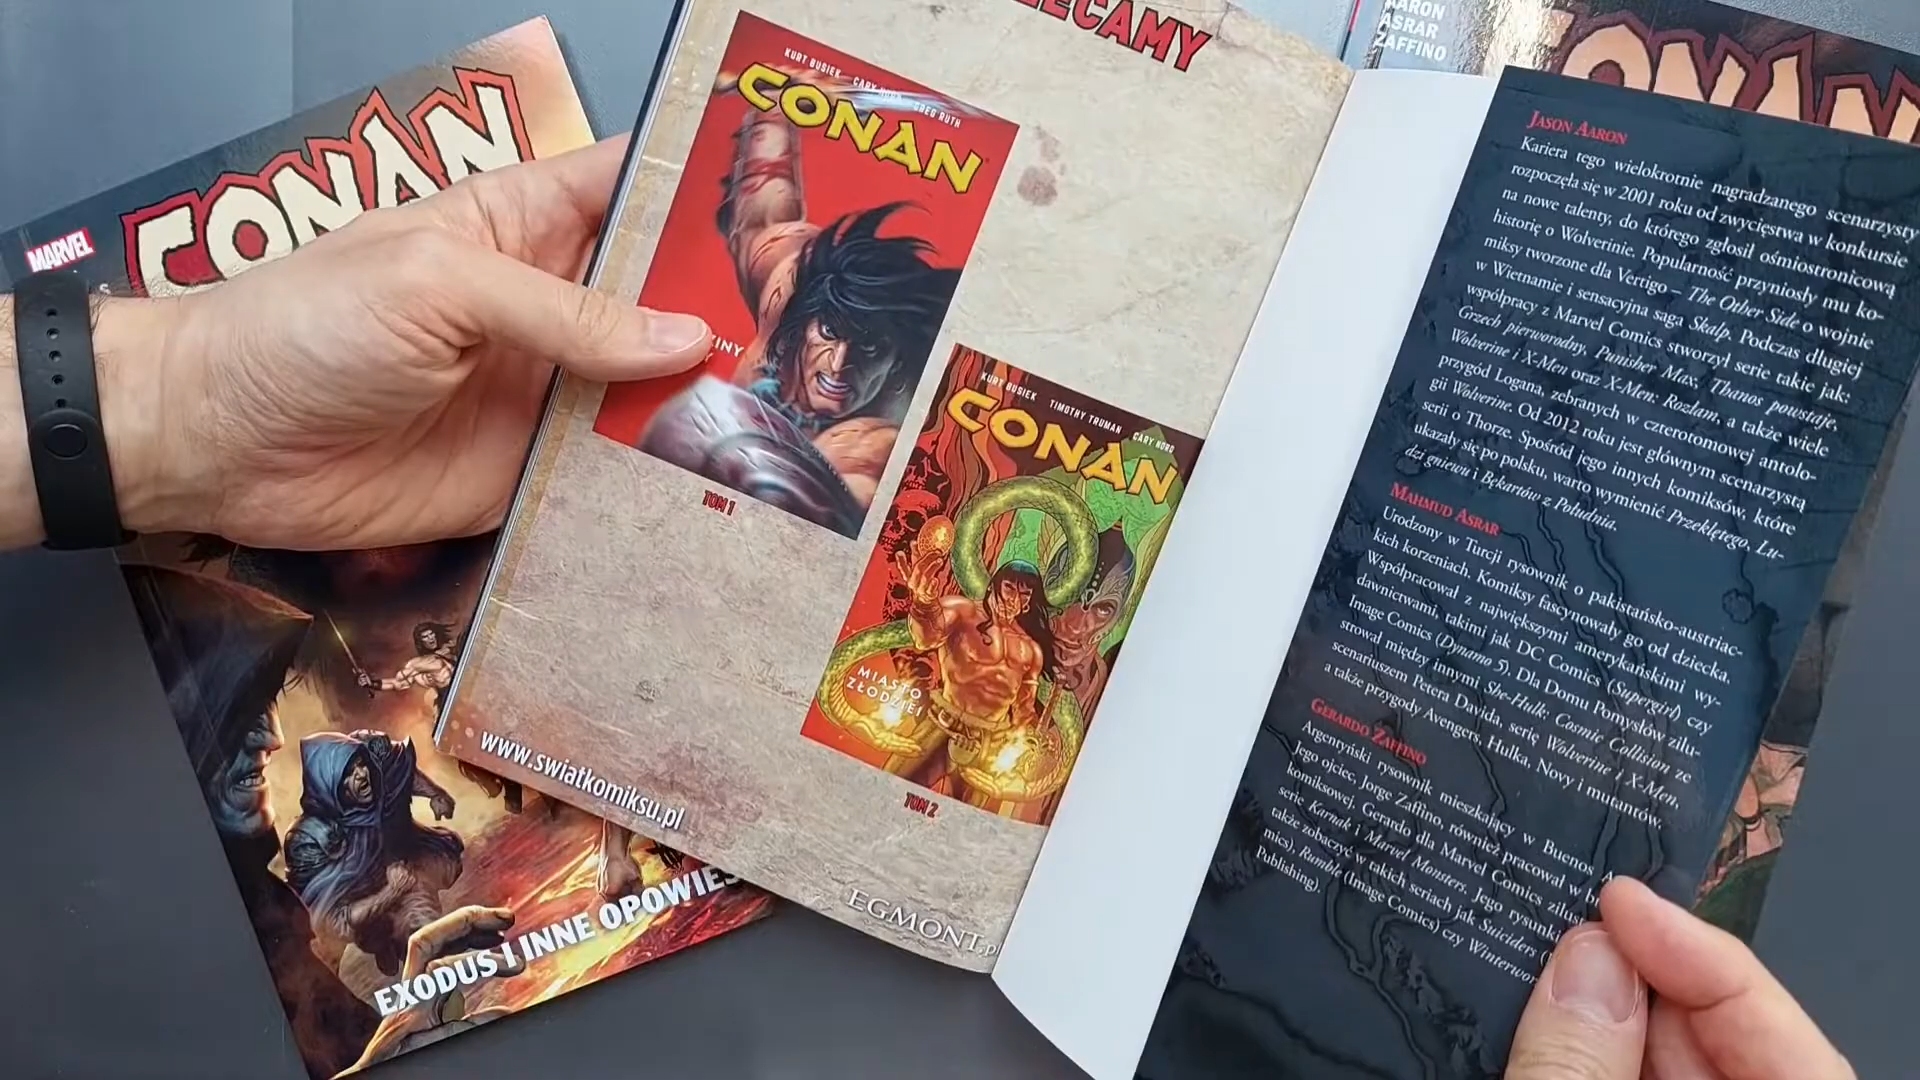 MARVEL
CONAN
EXODUS I INNE OPOWIEŚ
KURT BUSIEK CARY NORD GREG RUTH
CONAN
TOM 1
KURT BUSIEK TIMOTHY TRUMAN CARY NORD
CONAN
MIASTO
ZŁODZIEI
TOM 2
www.swiatkomiksu.pl
EGMONT.pl
AARON
ASRAR
ZAFFINO
CONAN
JASON AARON
Kariera tego wielokrotnie nagradzanego scenarzysty
rozpoczęła się w 2001 roku od zwycięstwa w konkursie
na nowe talenty, do którego zgłosił ośmiostronicową
historię o Wolverinie. Popularność przyniosły mu ko-
miksy tworzone dla Vertigo – The Other Side o wojnie
w Wietnamie i sensacyjna saga Skalp. Podczas długiej
współpracy z Marvel Comics stworzył serie takie jak:
Grzech pierworodny, Punisher Max, Thanos powstaje,
Wolverine i X-Men oraz X-Men: Rozłam, a także wiele
przygód Logana, zebranych w czterotomowej antolo-
gii Wolverine. Od 2012 roku jest głównym scenarzystą
serii o Thorze. Spośród jego innych komiksów, które
ukazały się po polsku, warto wymienić Przeklętego, Lu-
dzi gniewu i Bękartów z Południa.
MAHMUD ASRAR
Urodzony w Turcji rysownik o pakistańsko-austriac-
kich korzeniach. Komiksy fascynowały go od dziecka.
Współpracował z największymi amerykańskimi wy-
dawnictwami, takimi jak DC Comics (Supergirl) czy
Image Comics (Dynamo 5). Dla Domu Pomysłów zilu-
strował między innymi She-Hulk: Cosmic Collision ze
scenariuszem Petera Davida, serię Wolverine i X-Men,
a także przygody Avengers, Hulka, Novy i mutantów.
GERARDO ZAFFINO
Argentyński rysownik mieszkający w Buenos A
Jego ojciec, Jorge Zaffino, również pracował w br
komiksowej. Gerardo dla Marvel Comics zilust
serie Karnak i Marvel Monsters. Jego rysunki
także zobaczyć w takich seriach jak Suiciders (
mics), Rumble (Image Comics) czy Winterwor
Publishing).